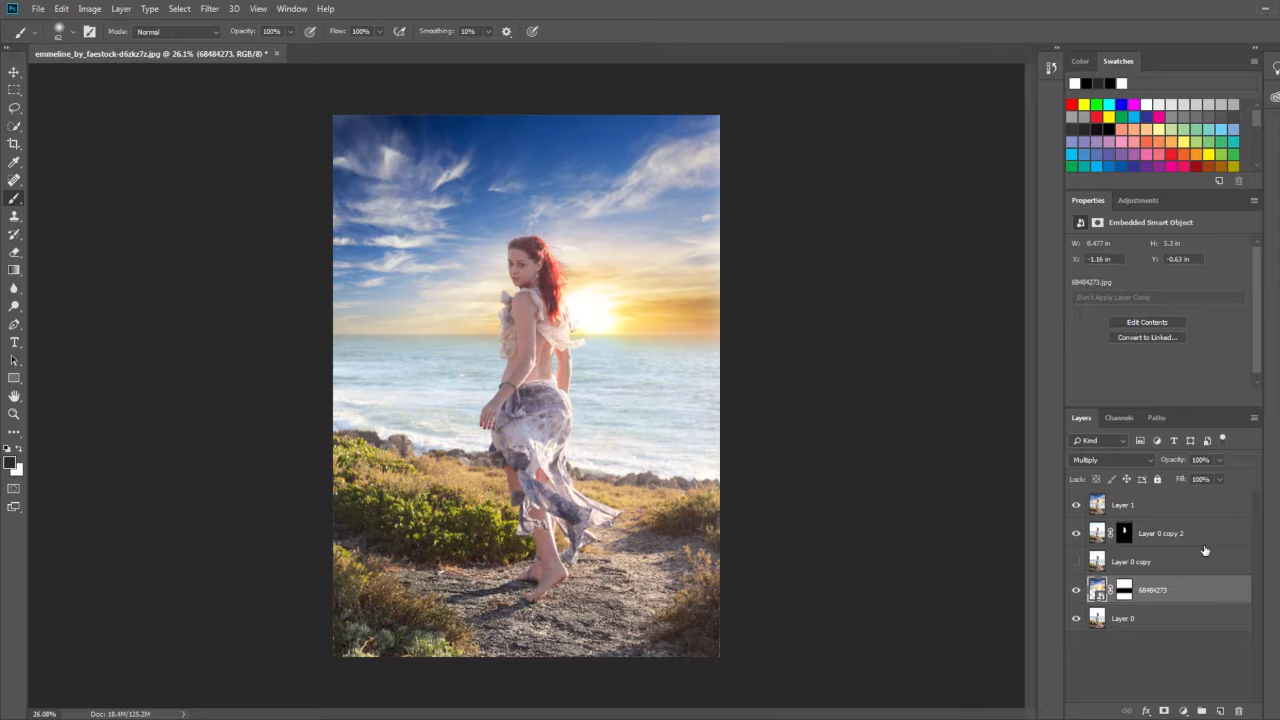 Ps File Edit Image Layer Type Select Filter 3D View Window Help
62 Mode: Normal Opacity: 100% Flow: 100% Smoothing: 10%
emmeline_by_faestock-d6zkz7z.jpg @ 26.1% (68484273, RGB/8) *
Color Swatches
Properties Adjustments
Embedded Smart Object
W: 8.477 in H: 5.3 in
X: -1.16 in Y: -0.63 in
68484273.jpg
Don't Apply Layer Comp
Edit Contents
Convert to Linked...
Layers Channels Paths
Kind
Multiply Opacity: 100%
Lock: Fill: 100%
Layer 1
Layer 0 copy 2
Layer 0 copy
68484273
Layer 0
fx
26.08% Doc: 18.4M/125.2M